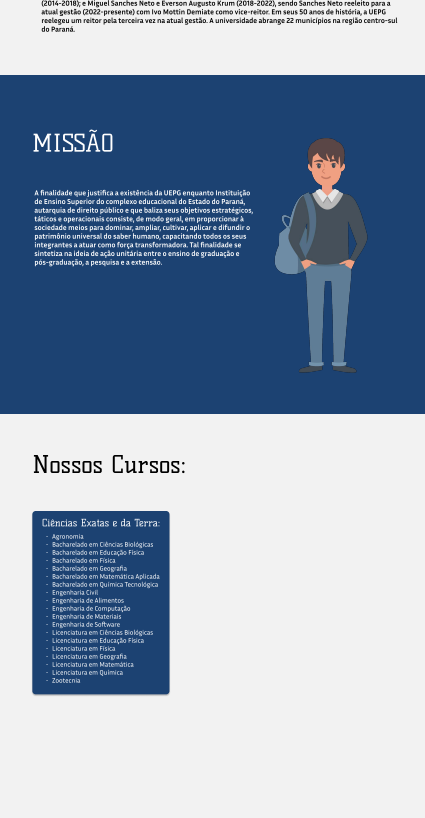 (2014-2018); e Miguel Sanches Neto e Everson Augusto Krum (2018-2022), sendo Sanches Neto reeleito para a
atual gestão (2022-presente) com Ivo Mottin Demiate como vice-reitor. Em seus 50 anos de história, a UEPG
reelegeu um reitor pela terceira vez na atual gestão. A universidade abrange 22 municípios na região centro-sul
do Paraná.
MISSÃO
A finalidade que justifica a existência da UEPG enquanto Instituição
de Ensino Superior do complexo educacional do Estado do Paraná,
autarquia de direito público e que baliza seus objetivos estratégicos,
táticos e operacionais consiste, de modo geral, em proporcionar à
sociedade meios para dominar, ampliar, cultivar, aplicar e difundir o
patrimônio universal do saber humano, capacitando todos os seus
integrantes a atuar como força transformadora. Tal finalidade se
sintetiza na ideia de ação unitária entre o ensino de graduação e
pós-graduação, a pesquisa e a extensão.
Nossos Cursos:
Ciências Exatas e da Terra:
- Agronomia
- Bacharelado em Ciências Biológicas
- Bacharelado em Educação Física
- Bacharelado em Física
- Bacharelado em Geografia
- Bacharelado em Matemática Aplicada
- Bacharelado em Química Tecnológica
- Engenharia Civil
- Engenharia de Alimentos
- Engenharia de Computação
- Engenharia de Materiais
- Engenharia de Software
- Licenciatura em Ciências Biológicas
- Licenciatura em Educação Física
- Licenciatura em Física
- Licenciatura em Geografia
- Licenciatura em Matemática
- Licenciatura em Química
- Zootecnia